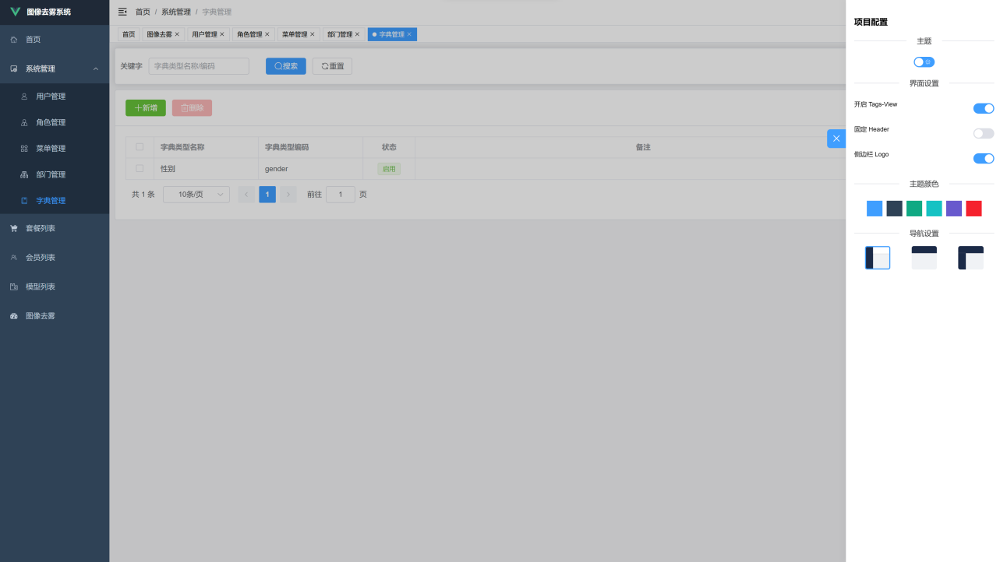 图像去雾系统
首页
系统管理
用户管理
角色管理
菜单管理
部门管理
字典管理
套餐列表
会员列表
模型列表
图像去雾
首页 / 系统管理 / 字典管理
首页 图像去雾 × 用户管理 × 角色管理 × 菜单管理 × 部门管理 × 字典管理 ×
关键字 字典类型名称/编码 搜索 重置
新增 删除
字典类型名称 字典类型编码 状态 备注
性别 gender 启用
共 1 条 10条/页 1 前往 1 页
项目配置
主题
界面设置
开启 Tags-View
固定 Header
侧边栏 Logo
主题颜色
导航设置